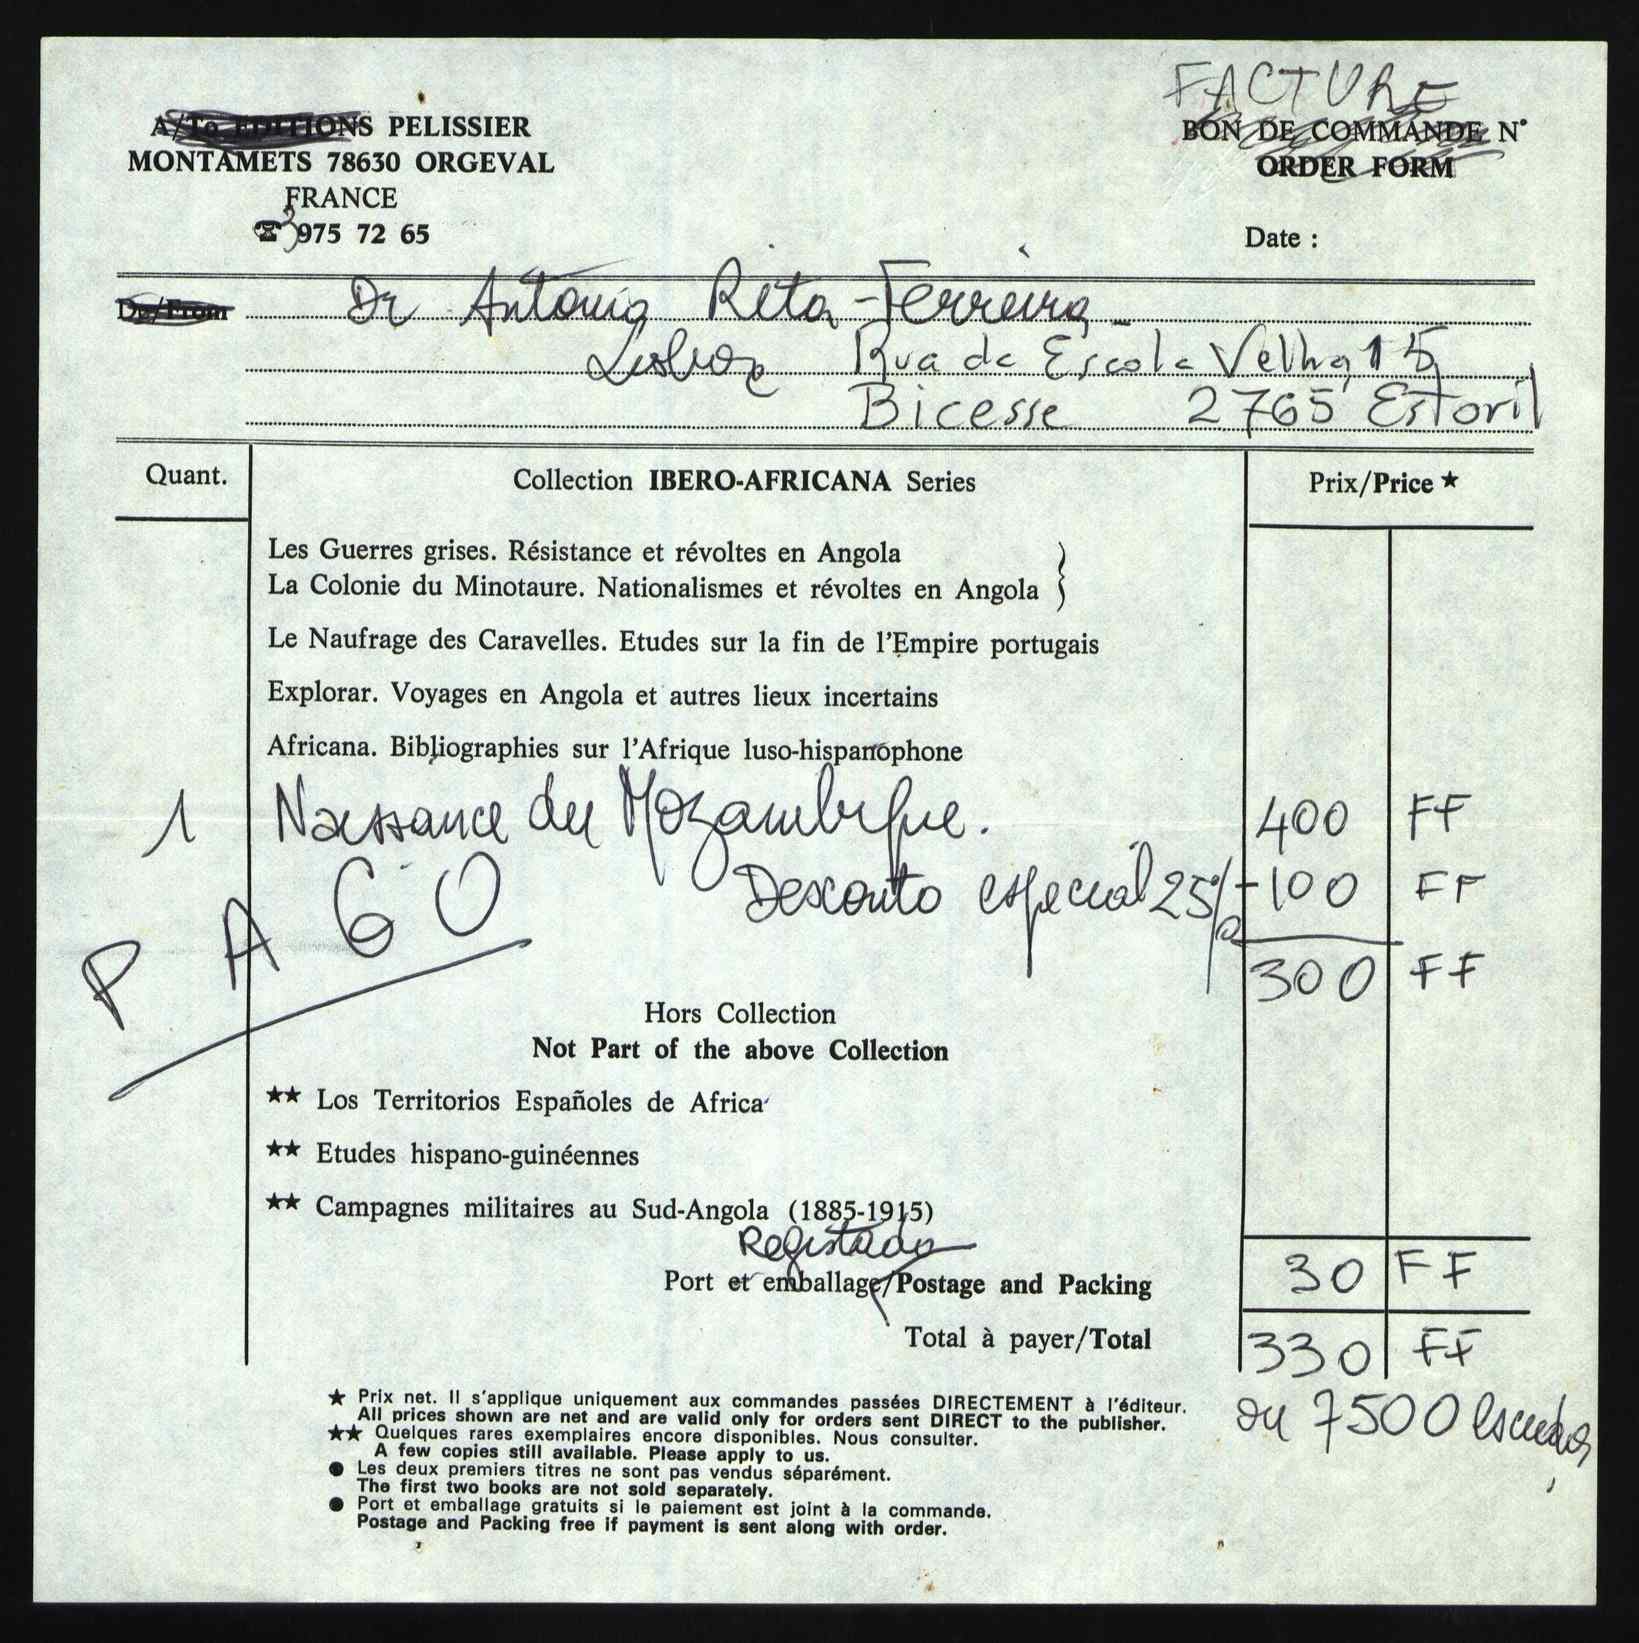 FACTURE
A/To EDITIONS PELISSIER
BON DE COMMANDE N°
MONTAMETS 78630 ORGEVAL
ORDER FORM
FRANCE
☎ 3 975 72 65
Date :
De/From
Dr António Rita-Ferreira
Lisboa Rua da Escola Velha, 15
Bicesse 2765 Estoril
Quant.
Collection IBERO-AFRICANA Series
Prix/Price ★
Les Guerres grises. Résistance et révoltes en Angola
La Colonie du Minotaure. Nationalismes et révoltes en Angola
Le Naufrage des Caravelles. Etudes sur la fin de l'Empire portugais
Explorar. Voyages en Angola et autres lieux incertains
Africana. Bibliographies sur l'Afrique luso-hispanophone
1 Naissance du Mozambique. 400 FF
Desconto especial 25% -100 FF
PAGO
300 FF
Hors Collection
Not Part of the above Collection
★★ Los Territorios Españoles de Africa
★★ Etudes hispano-guinéennes
★★ Campagnes militaires au Sud-Angola (1885-1915)
Registado
Port et emballage/Postage and Packing 30 FF
Total à payer/Total 330 FF
★ Prix net. Il s'applique uniquement aux commandes passées DIRECTEMENT à l'éditeur.
ou 7500 escudos
All prices shown are net and are valid only for orders sent DIRECT to the publisher.
★★ Quelques rares exemplaires encore disponibles. Nous consulter.
A few copies still available. Please apply to us.
● Les deux premiers titres ne sont pas vendus séparément.
The first two books are not sold separately.
● Port et emballage gratuits si le paiement est joint à la commande.
Postage and Packing free if payment is sent along with order.